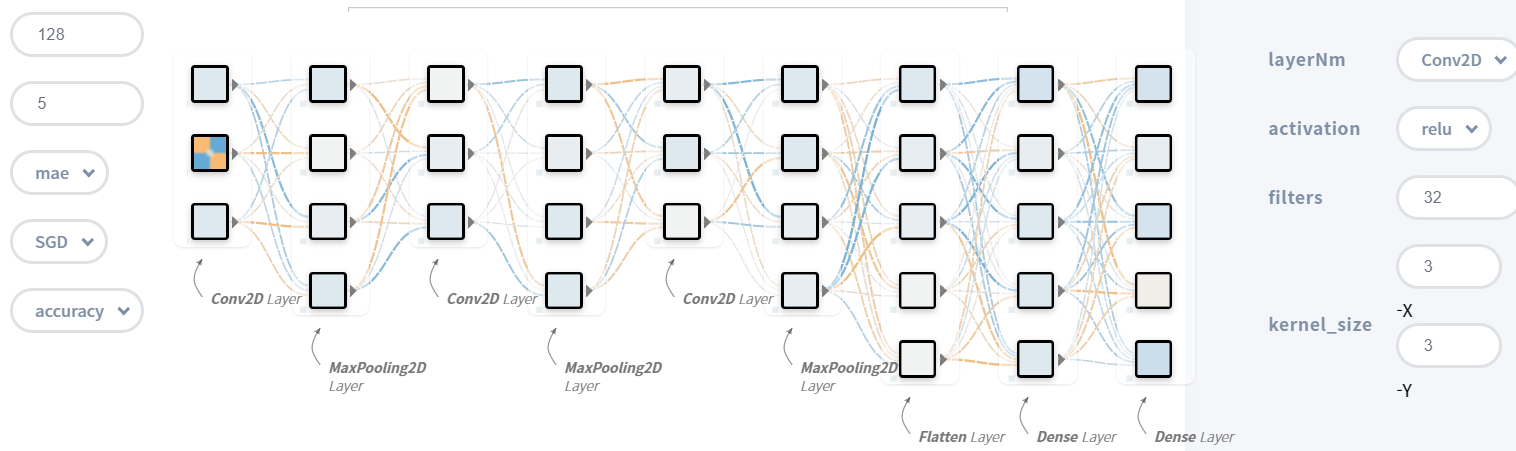 128
5
mae
SGD
accuracy
Conv2D Layer
Conv2D Layer
Conv2D Layer
MaxPooling2D
Layer
MaxPooling2D
Layer
MaxPooling2D
Layer
Flatten Layer
Dense Layer
Dense Layer
layerNm
Conv2D
activation
relu
filters
32
kernel_size
3
-X
3
-Y